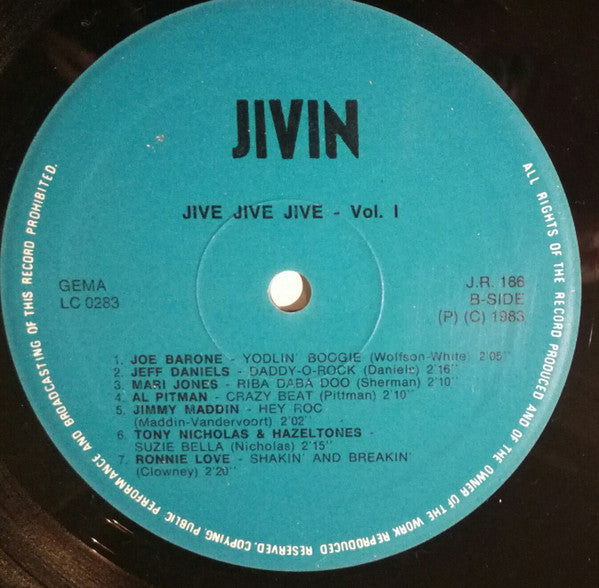 JIVIN
JIVE JIVE JIVE - Vol. I
GEMA
LC 0283
J.R. 186
B-SIDE
(P) (C) 1983
1. JOE BARONE - YODLIN' BOOGIE (Wolfson-White) 2'05"
2. JEFF DANIELS - DADDY-O-ROCK (Daniels) 2'16"
3. MARI JONES - RIBA DABA DOO (Sherman) 2'10"
4. AL PITMAN - CRAZY BEAT (Pittman) 2'10"
5. JIMMY MADDIN - HEY ROC
(Maddin-Vandervoort) 2'02"
6. TONY NICHOLAS & HAZELTONES -
SUZIE BELLA (Nicholas) 2'15"
7. RONNIE LOVE - SHAKIN' AND BREAKIN'
(Clowney) 2'20"
ALL RIGHTS OF THE RECORD PRODUCED AND OF THE OWNER OF THE WORK REPRODUCED RESERVED. COPYING PUBLIC PERFORMANCE AND BROADCASTING OF THIS RECORD PROHIBITED.